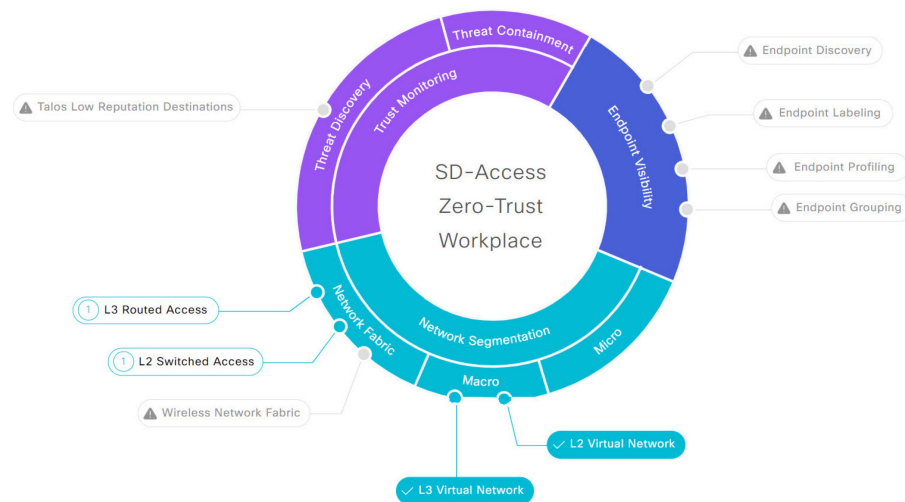 Threat Containment
Endpoint Discovery
Talos Low Reputation Destinations
Threat Discovery
Trust Monitoring
Endpoint Visibility
Endpoint Labeling
Endpoint Profiling
Endpoint Grouping
SD-Access
Zero-Trust
Workplace
1 L3 Routed Access
Network Fabric
Network Segmentation
Micro
1 L2 Switched Access
Macro
Wireless Network Fabric
L2 Virtual Network
L3 Virtual Network